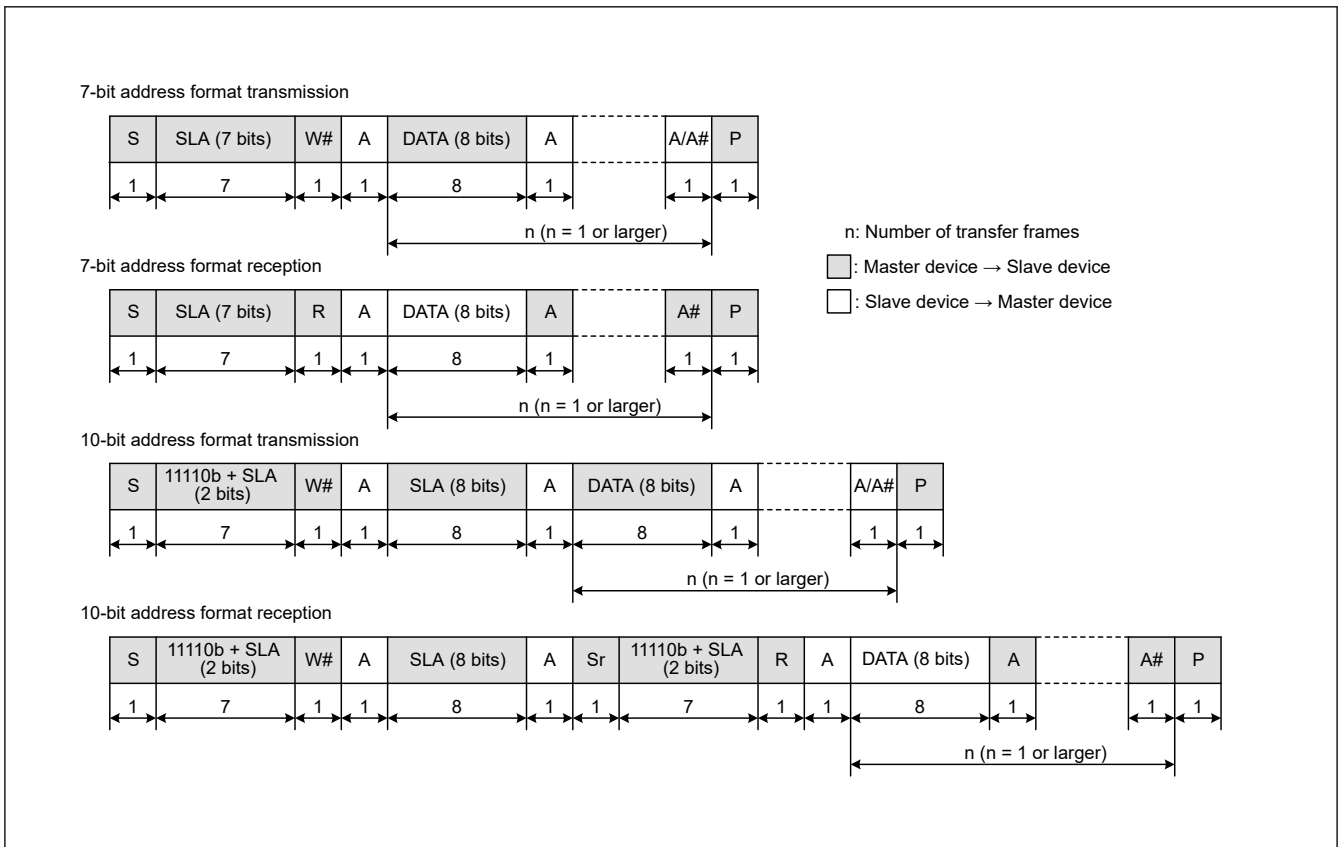 7-bit address format transmission
S SLA (7 bits) W# A DATA (8 bits) A A/A# P
1 7 1 1 8 1 1 1
n (n = 1 or larger)
n: Number of transfer frames
7-bit address format reception
: Master device → Slave device
S SLA (7 bits) R A DATA (8 bits) A A# P
: Slave device → Master device
1 7 1 1 8 1 1 1
n (n = 1 or larger)
10-bit address format transmission
S 11110b + SLA (2 bits) W# A SLA (8 bits) A DATA (8 bits) A A/A# P
1 7 1 1 8 1 8 1 1 1
n (n = 1 or larger)
10-bit address format reception
S 11110b + SLA (2 bits) W# A SLA (8 bits) A Sr 11110b + SLA (2 bits) R A DATA (8 bits) A A# P
1 7 1 1 8 1 1 7 1 1 8 1 1 1
n (n = 1 or larger)